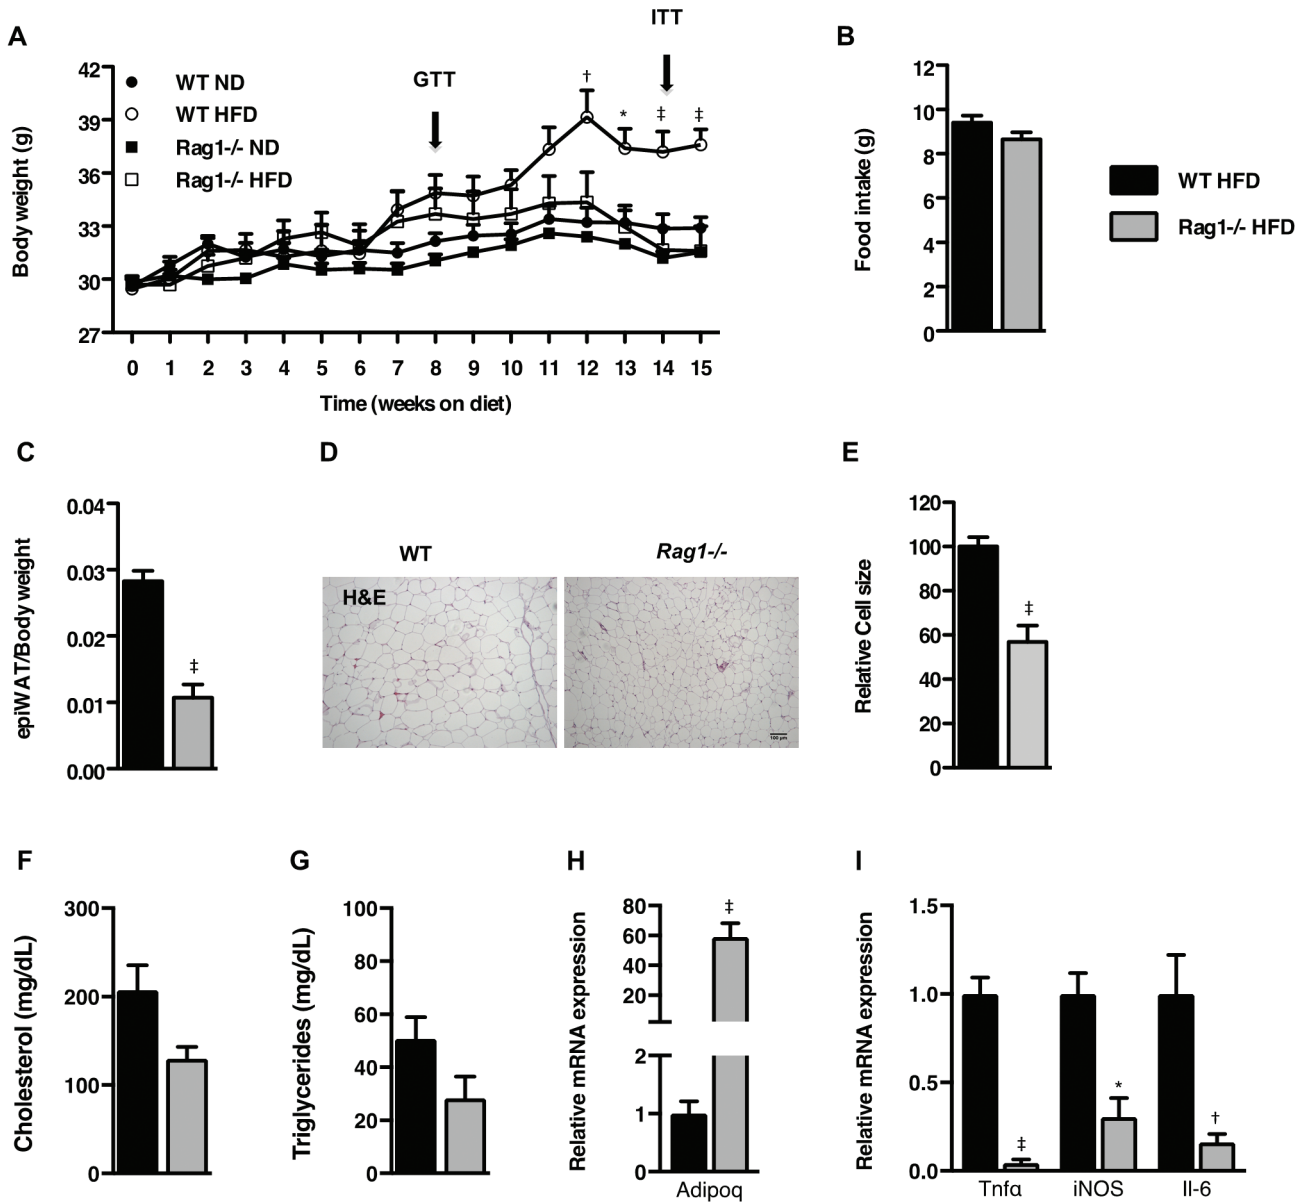 A
ITT
GTT
WT ND
WT HFD
Rag1-/- ND
Rag1-/- HFD
†
*
‡
‡
42
39
36
33
30
27
Body weight (g)
0 1 2 3 4 5 6 7 8 9 10 11 12 13 14 15
Time (weeks on diet)
B
12
10
8
6
4
2
0
Food intake (g)
WT HFD
Rag1-/- HFD
C
0.04
0.03
0.02
0.01
0.00
epiWAT/Body weight
‡
D
WT
Rag1-/-
H&E
100 µm
E
120
100
80
60
40
20
0
Relative Cell size
‡
F
300
200
100
0
Cholesterol (mg/dL)
G
100
80
60
40
20
0
Triglycerides (mg/dL)
H
80
60
40
20
2
1
0
Relative mRNA expression
‡
Adipoq
I
1.5
1.0
0.5
0.0
Relative mRNA expression
‡
*
†
Tnfα iNOS Il-6